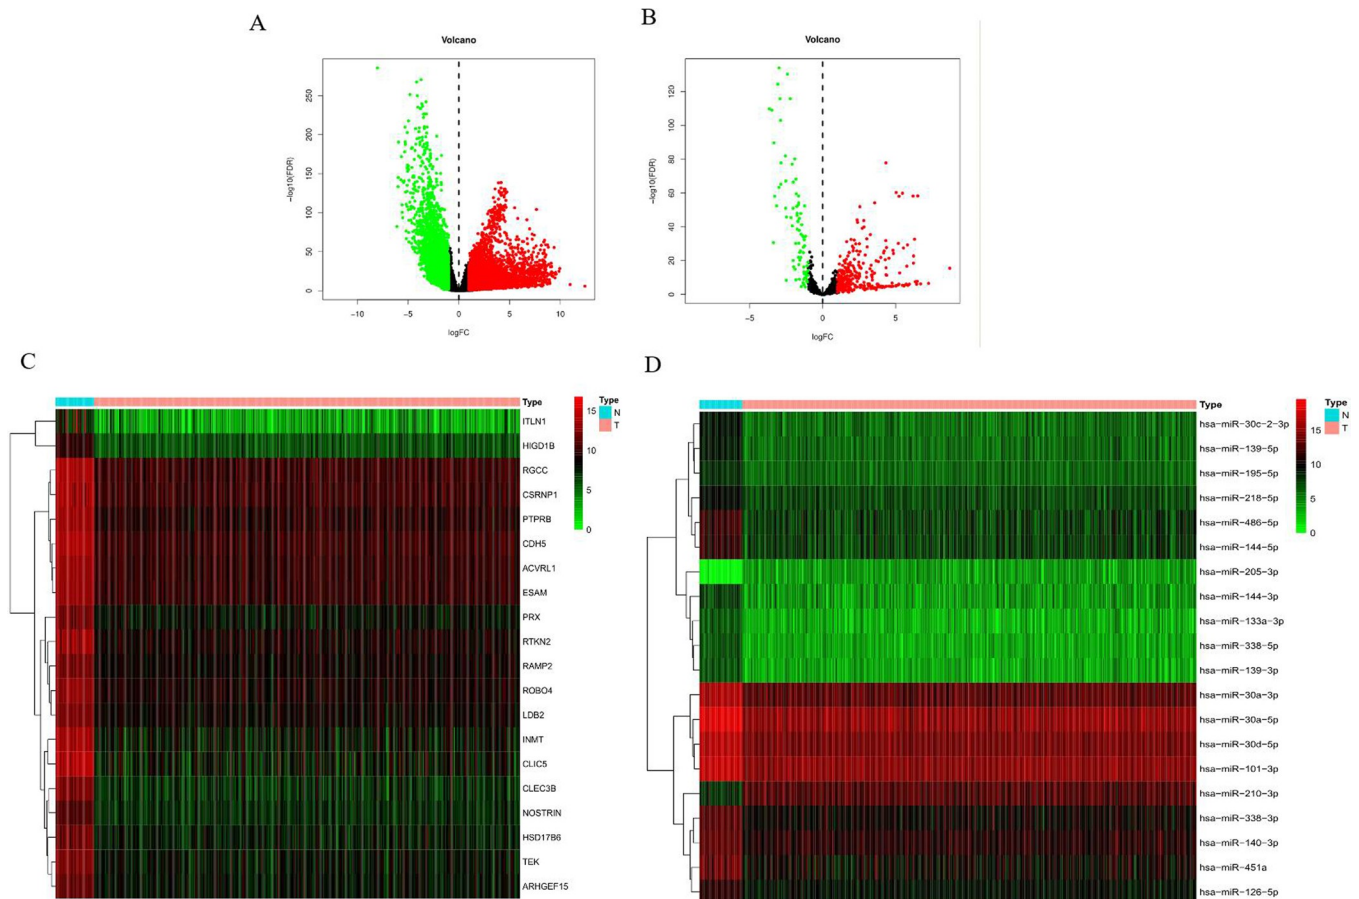 A
B
Volcano
Volcano
−log10(FDR)
250
200
150
100
50
0
−10
−5
0
5
10
logFC
−log10(FDR)
120
100
80
60
40
20
0
−5
0
5
logFC
C
D
Type
ITLN1
HIGD1B
RGCC
CSRNP1
PTPRB
CDH5
ACVRL1
ESAM
PRX
RTKN2
RAMP2
ROBO4
LDB2
INMT
CLIC5
CLEC3B
NOSTRIN
HSD17B6
TEK
ARHGEF15
15
10
5
0
Type
N
T
Type
hsa−miR−30c−2−3p
hsa−miR−139−5p
hsa−miR−195−5p
hsa−miR−218−5p
hsa−miR−486−5p
hsa−miR−144−5p
hsa−miR−205−3p
hsa−miR−144−3p
hsa−miR−133a−3p
hsa−miR−338−5p
hsa−miR−139−3p
hsa−miR−30a−3p
hsa−miR−30a−5p
hsa−miR−30d−5p
hsa−miR−101−3p
hsa−miR−210−3p
hsa−miR−338−3p
hsa−miR−140−3p
hsa−miR−451a
hsa−miR−126−5p
15
10
5
0
Type
N
T